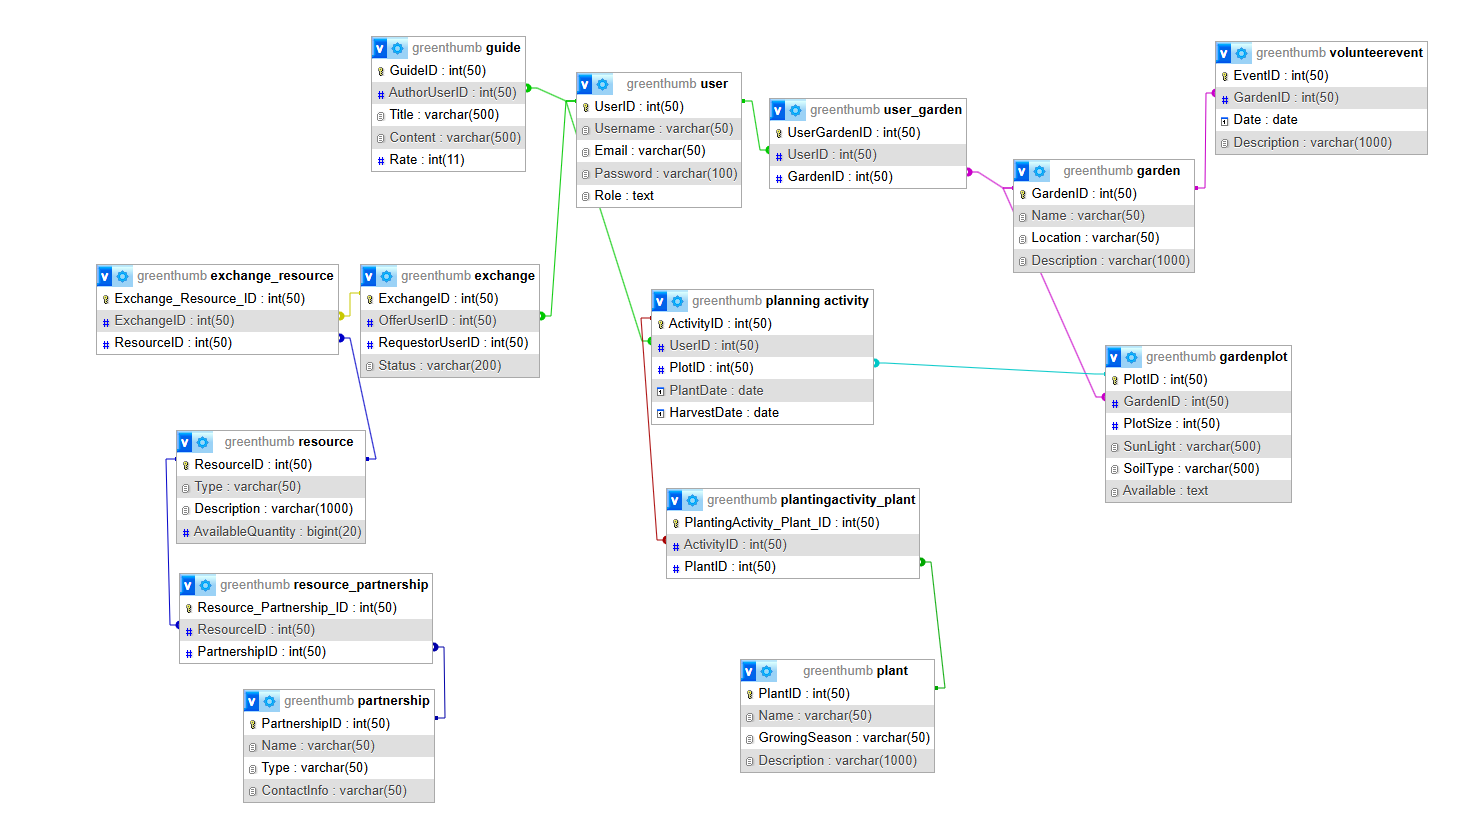 greenthumb guide
GuideID : int(50)
AuthorUserID : int(50)
Title : varchar(500)
Content : varchar(500)
Rate : int(11)
greenthumb user
UserID : int(50)
Username : varchar(50)
Email : varchar(50)
Password : varchar(100)
Role : text
greenthumb user_garden
UserGardenID : int(50)
UserID : int(50)
GardenID : int(50)
greenthumb volunteerevent
EventID : int(50)
GardenID : int(50)
Date : date
Description : varchar(1000)
greenthumb garden
GardenID : int(50)
Name : varchar(50)
Location : varchar(50)
Description : varchar(1000)
greenthumb exchange_resource
Exchange_Resource_ID : int(50)
ExchangeID : int(50)
ResourceID : int(50)
greenthumb exchange
ExchangeID : int(50)
OfferUserID : int(50)
RequestorUserID : int(50)
Status : varchar(200)
greenthumb planning activity
ActivityID : int(50)
UserID : int(50)
PlotID : int(50)
PlantDate : date
HarvestDate : date
greenthumb gardenplot
PlotID : int(50)
GardenID : int(50)
PlotSize : int(50)
SunLight : varchar(500)
SoilType : varchar(500)
Available : text
greenthumb resource
ResourceID : int(50)
Type : varchar(50)
Description : varchar(1000)
AvailableQuantity : bigint(20)
greenthumb plantingactivity_plant
PlantingActivity_Plant_ID : int(50)
ActivityID : int(50)
PlantID : int(50)
greenthumb resource_partnership
Resource_Partnership_ID : int(50)
ResourceID : int(50)
PartnershipID : int(50)
greenthumb plant
PlantID : int(50)
Name : varchar(50)
GrowingSeason : varchar(50)
Description : varchar(1000)
greenthumb partnership
PartnershipID : int(50)
Name : varchar(50)
Type : varchar(50)
ContactInfo : varchar(50)